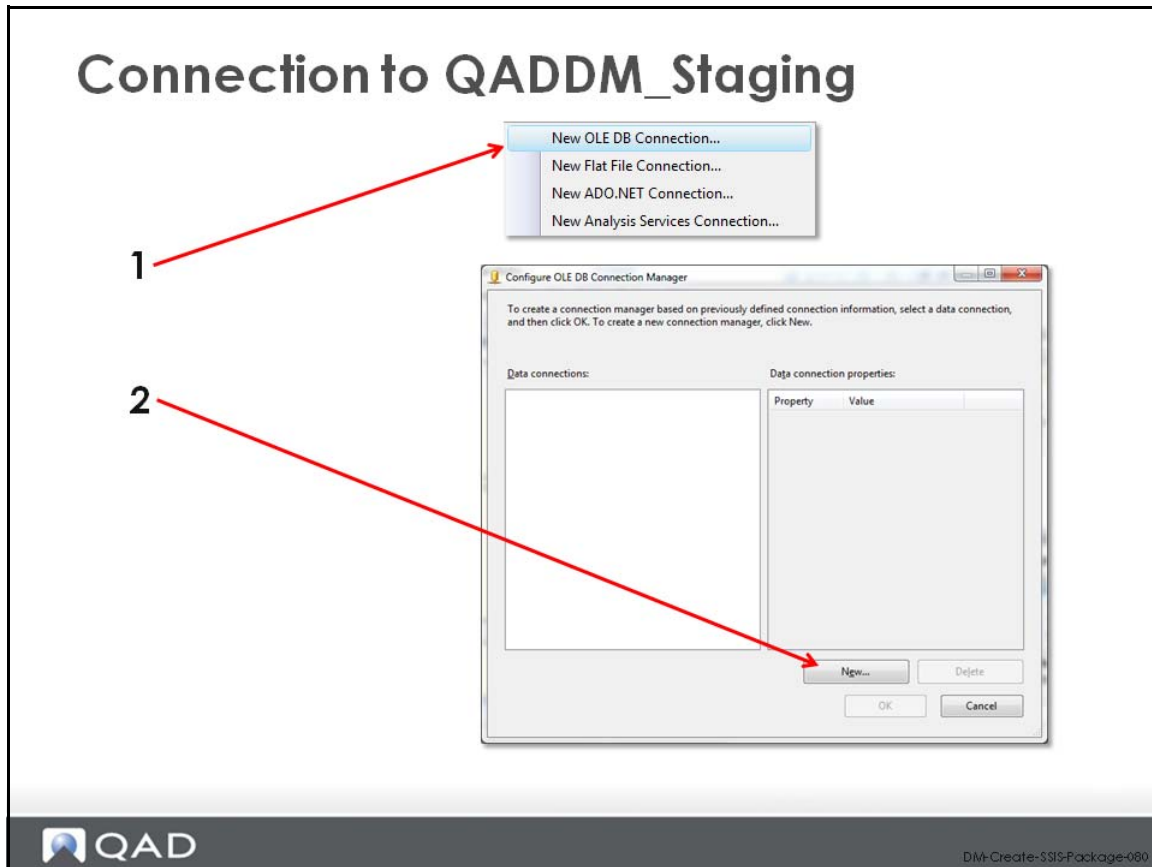 Connection to QADDM_Staging
New OLE DB Connection...
New Flat File Connection...
New ADO.NET Connection...
New Analysis Services Connection...
1
Configure OLE DB Connection Manager
To create a connection manager based on previously defined connection information, select a data connection,
and then click OK. To create a new connection manager, click New.
Data connections:
Data connection properties:
Property Value
2
New... Delete
OK Cancel
QAD
DM-Create-SSIS-Package-080